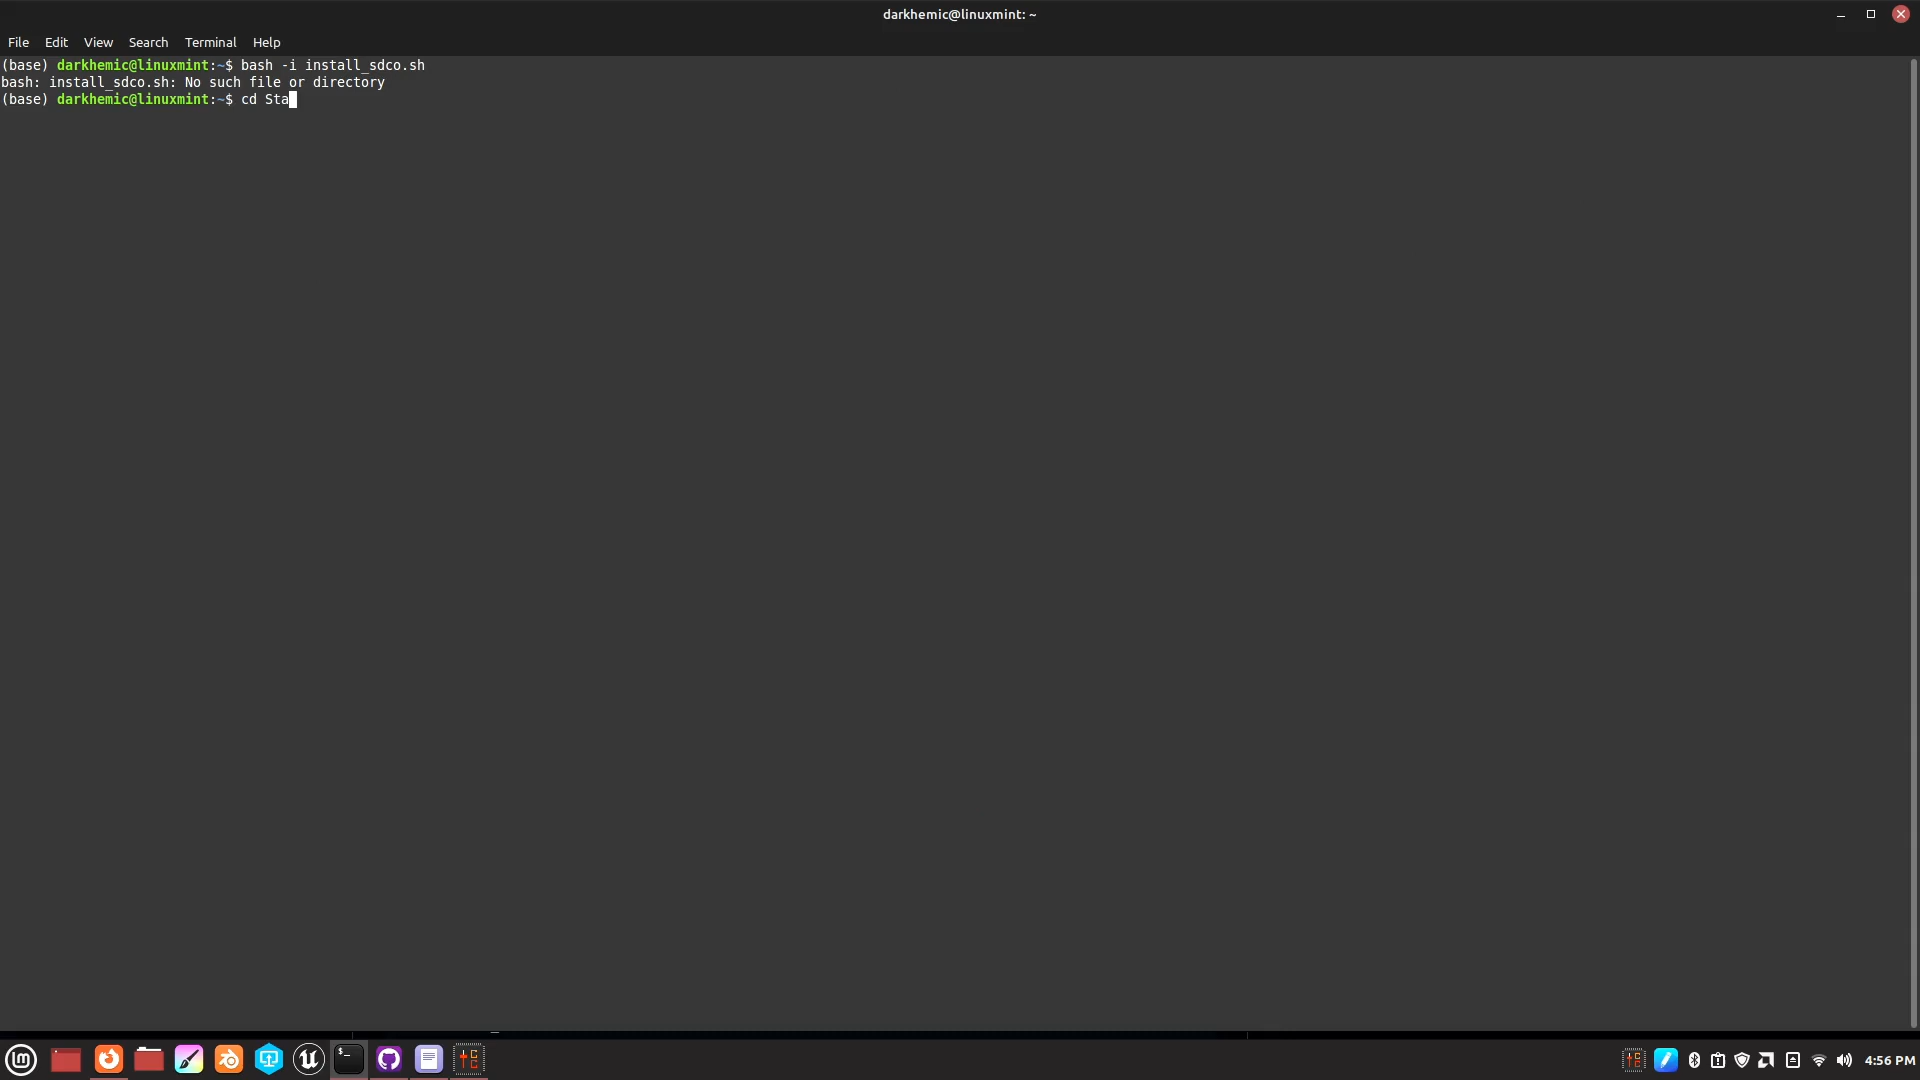 darkhemic@linuxmint: ~
File Edit View Search Terminal Help
(base) darkhemic@linuxmint:~$ bash -i install_sdco.sh
bash: install_sdco.sh: No such file or directory
(base) darkhemic@linuxmint:~$ cd Sta
4:56 PM